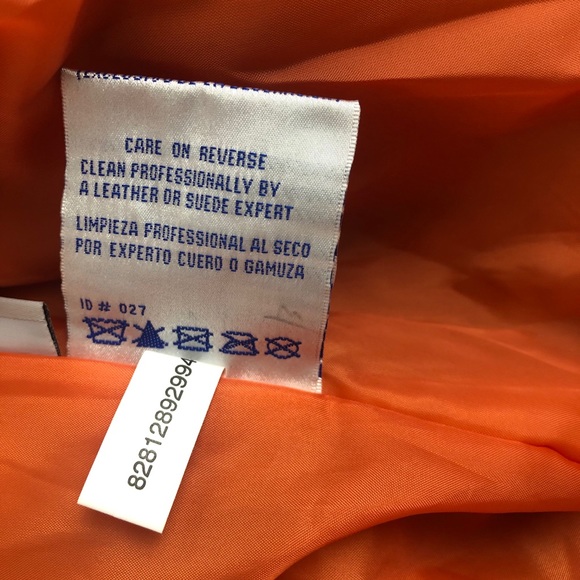 CARE ON REVERSE
CLEAN PROFESSIONALLY BY
A LEATHER OR SUEDE EXPERT
LIMPIEZA PROFESSIONAL AL SECO
POR EXPERTO CUERO O GAMUZA
ID # 027
828128929994